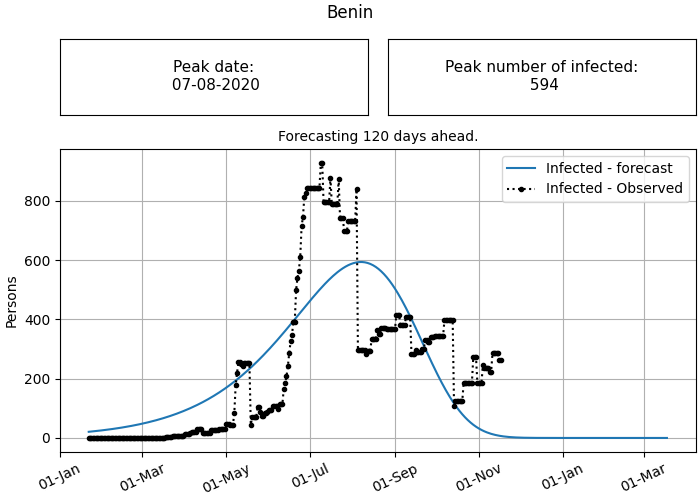 Benin
Peak date:
07-08-2020
Peak number of infected:
594
Forecasting 120 days ahead.
Infected - forecast
Infected - Observed
Persons
800
600
400
200
0
01-Jan
01-Mar
01-May
01-Jul
01-Sep
01-Nov
01-Jan
01-Mar